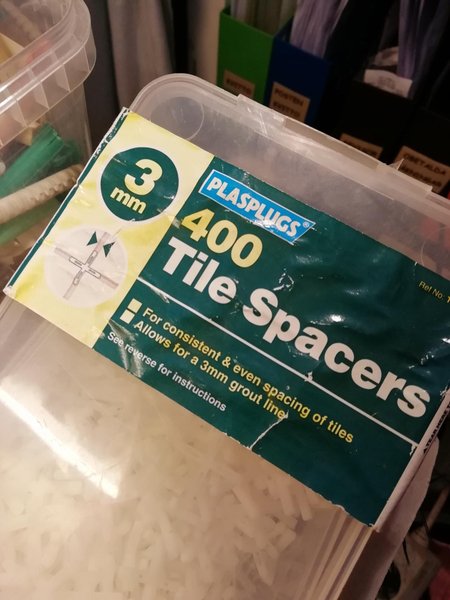 3
mm
PLASPLUGS®
400
Tile Spacers
For consistent & even spacing of tiles
Allows for a 3mm grout line
See reverse for instructions
Ref No:
POSTEN